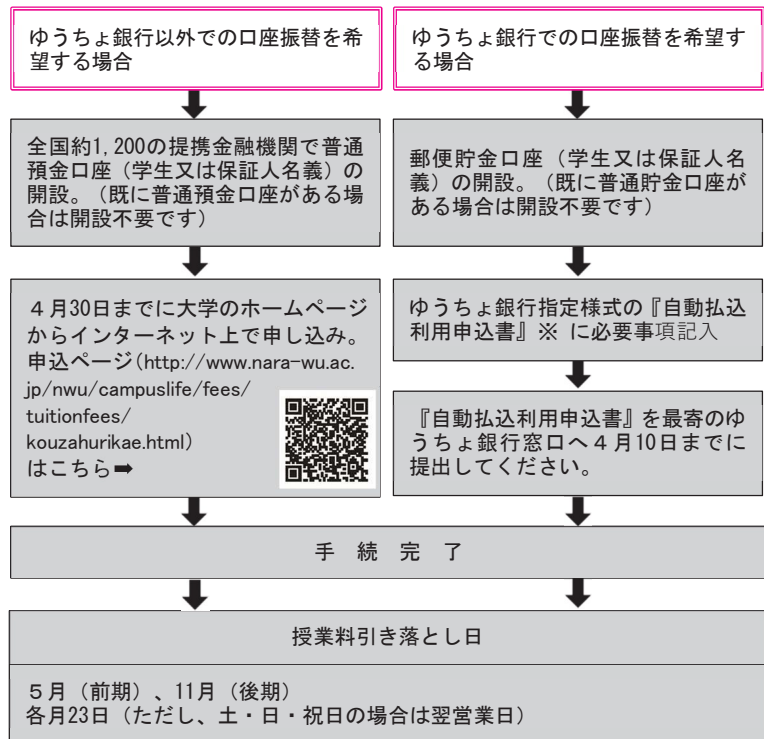 ゆうちょ銀行以外での口座振替を希
望する場合
全国約1,200の提携金融機関で普通
預金口座（学生又は保証人名義）の
開設。（既に普通預金口座がある場
合は開設不要です）
４月30日までに大学のホームページ
からインターネット上で申し込み。
申込ページ（http://www.nara-wu.ac.
jp/nwu/campuslife/fees/
tuitionfees/
kouzahurikae.html）
はこちら➡
ゆうちょ銀行での口座振替を希望す
る場合
郵便貯金口座（学生又は保証人名
義）の開設。（既に普通貯金口座が
ある場合は開設不要です）
ゆうちょ銀行指定様式の『自動払込
利用申込書』※ に必要事項記入
『自動払込利用申込書』を最寄のゆ
うちょ銀行窓口へ４月10日までに
提出してください。
手　続　完　了
授業料引き落とし日
５月（前期）、11月（後期）
各月23日（ただし、土・日・祝日の場合は翌営業日）